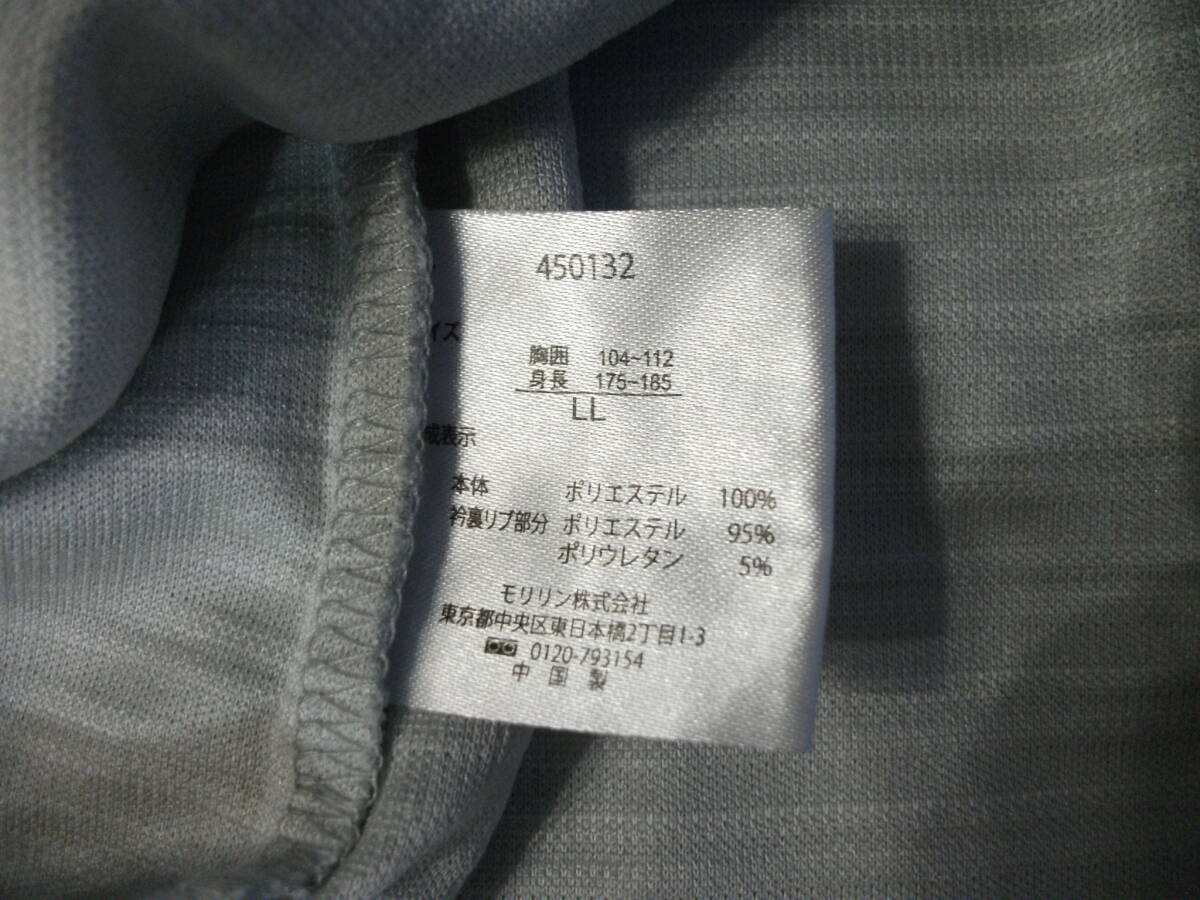 450132
イズ
胸囲 104~112
身長 175~185
LL
成表示
本体 ポリエステル 100%
衿裏リブ部分 ポリエステル 95%
ポリウレタン 5%
モリリン株式会社
東京都中央区東日本橋2丁目1-3
0120-793154
中国製